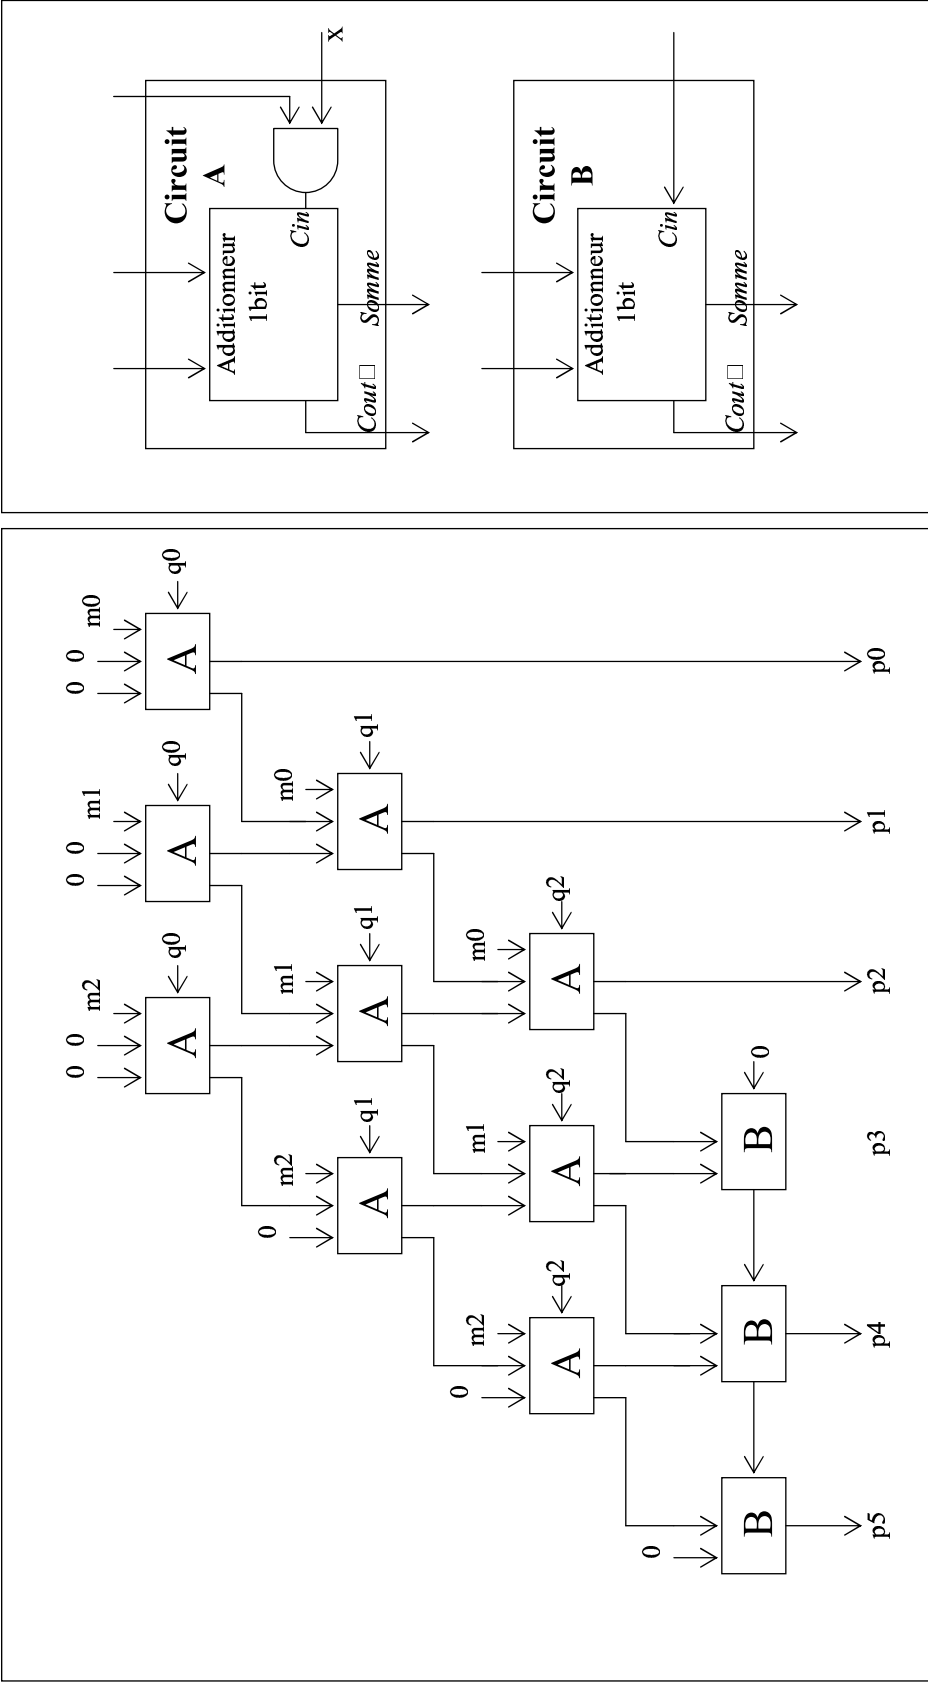 x
Circuit
A
Additionneur
1bit
Cin
Somme
Cout□
Circuit
B
Additionneur
1bit
Cin
Somme
Cout□
0 0 m2
0 0 m1
0 0 m0
A q0
A q0
A q0
0 m2
m1
m0
A q1
A q1
A q1
0 m2
m1
m0
A q2
A q2
A q2
0
B
B
B 0
p5
p4
p3
p2
p1
p0